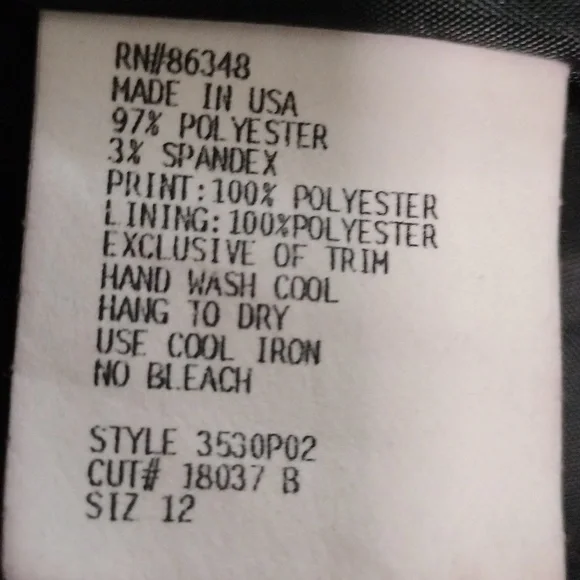 RN#86348
MADE IN USA
97% POLYESTER
3% SPANDEX
PRINT:100% POLYESTER
LINING:100%POLYESTER
EXCLUSIVE OF TRIM
HAND WASH COOL
HANG TO DRY
USE COOL IRON
NO BLEACH
STYLE 3530P02
CUT# 18037 B
SIZ 12